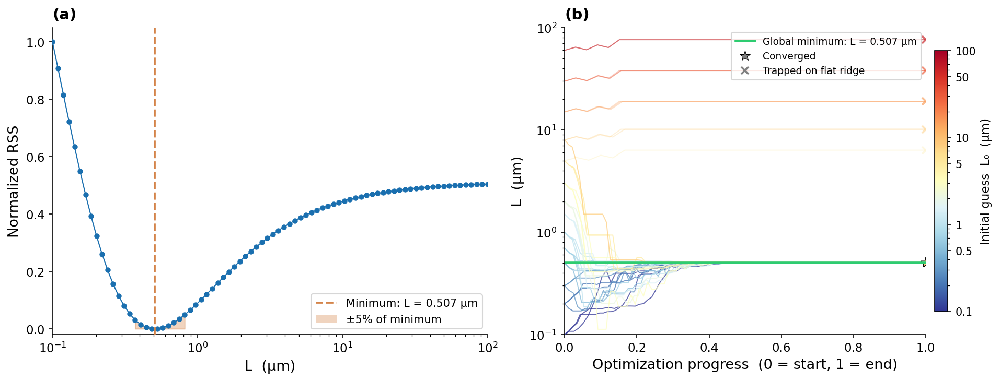 (a)
Normalized RSS
1.0
0.8
0.6
0.4
0.2
0.0
10⁻¹
10⁰
10¹
10²
L (μm)
Minimum: L = 0.507 μm
±5% of minimum
(b)
L (μm)
10²
10¹
10⁰
10⁻¹
0.0
0.2
0.4
0.6
0.8
1.0
Optimization progress (0 = start, 1 = end)
Global minimum: L = 0.507 μm
Converged
Trapped on flat ridge
100
50
10
5
1
0.5
0.1
Initial guess L₀ (μm)